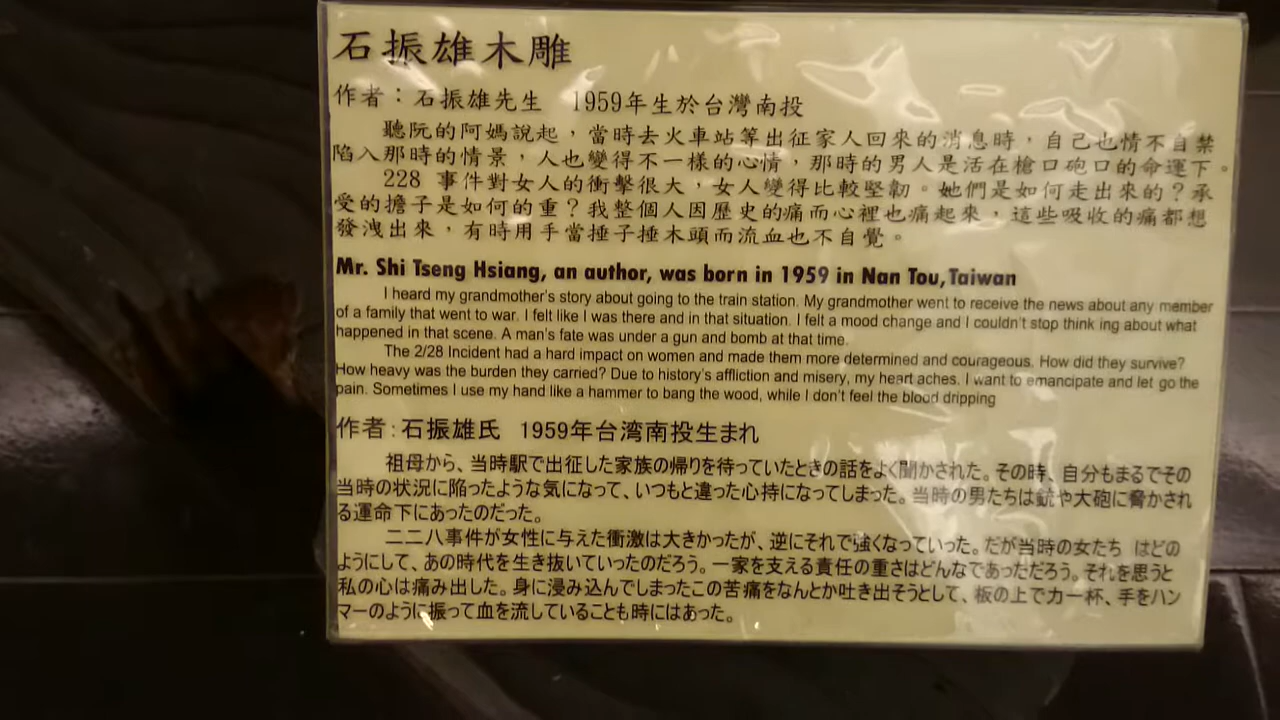 石振雄木雕
作者：石振雄先生 1959年生於台灣南投
聽阮的阿媽說起，當時去火車站等出征家人回來的消息時，自己也情不自禁
陷入那時的情景，人也變得不一樣的心情，那時的男人是活在槍口砲口的命運下。
228 事件對女人的衝擊很大，女人變得比較堅韌。她們是如何走出來的？承
受的擔子是如何的重？我整個人因歷史的痛而心裡也痛起來，這些吸收的痛都想
發洩出來，有時用手當捶子捶木頭而流血也不自覺。
Mr. Shi Tseng Hsiang, an author, was born in 1959 in Nan Tou, Taiwan
I heard my grandmother's story about going to the train station. My grandmother went to receive the news about any member
of a family that went to war. I felt like I was there and in that situation. I felt a mood change and I couldn't stop think ing about what
happened in that scene. A man's fate was under a gun and bomb at that time.
The 2/28 Incident had a hard impact on women and made them more determined and courageous. How did they survive?
How heavy was the burden they carried? Due to history's affliction and misery, my heart aches. I want to emancipate and let go the
pain. Sometimes I use my hand like a hammer to bang the wood, while I don't feel the blood dripping
作者：石振雄氏 1959年台湾南投生まれ
祖母から、当時駅で出征した家族の帰りを待っていたときの話をよく聞かされた。その時、自分もまるでその
当時の状況に陥ったような気になって、いつもと違った心持になってしまった。当時の男たちは銃や大砲に脅かされ
る運命下にあったのだった。
二二八事件が女性に与えた衝激は大きかったが、逆にそれで強くなっていった。だが当時の女たち はどの
ようにして、あの時代を生き抜いていったのだろう。一家を支える責任の重さはどんなであっただろう。それを思うと
私の心は痛み出した。身に浸み込んでしまったこの苦痛をなんとか吐き出そうとして、板の上でカ一杯、手をハン
マーのように振って血を流していることも時にはあった。